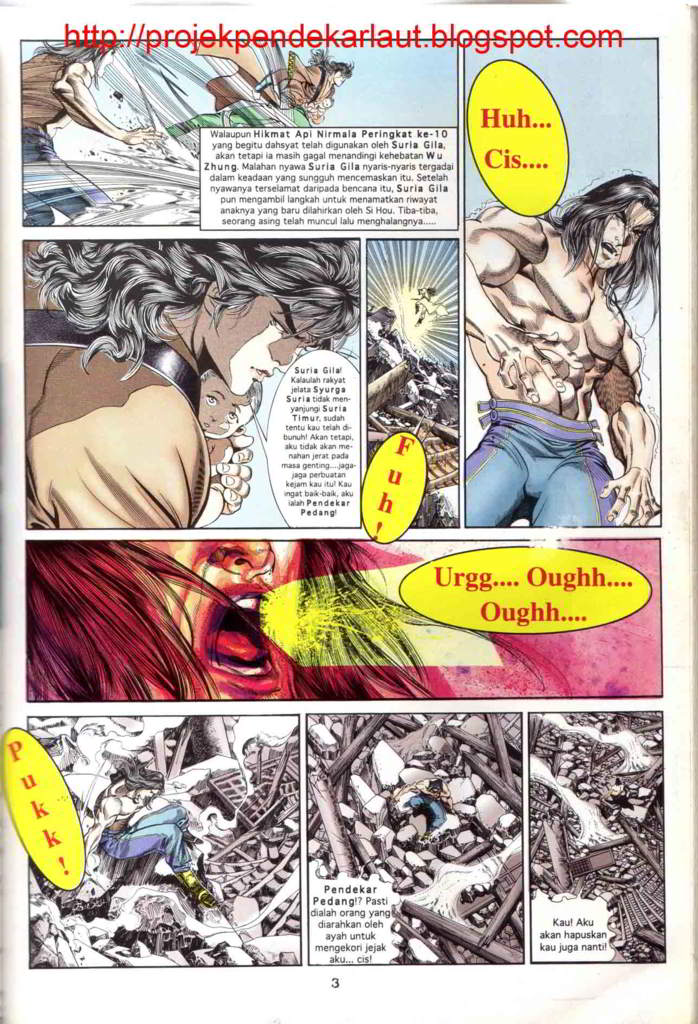 http://projekpendekarlaut.blogspot.com
Walaupun Hikmat Api Nirmala Peringkat ke-10
yang begitu dahsyat telah digunakan oleh Suria Gila,
akan tetapi ia masih gagal menandingi kehebatan Wu
Zhung. Malahan nyawa Suria Gila nyaris-nyaris tergadai
dalam keadaan yang sungguh mencemaskan itu. Setelah
nyawanya terselamat daripada bencana itu, Suria Gila
pun mengambil langkah untuk menamatkan riwayat
anaknya yang baru dilahirkan oleh Si Hou. Tiba-tiba,
seorang asing telah muncul lalu menghalangnya.....
Huh...
Cis....
Suria Gila!
Kalaulah rakyat
jelata Syurga
Suria tidak men-
yanjungi Suria
Timur, sudah
tentu kau telah di-
bunuh! Akan tetapi,
aku tidak akan me-
nahan jerat pada
masa genting....jaga-
jaga perbuatan
kejam kau itu! Kau
ingat baik-baik, aku
ialah Pendekar
Pedang!
Fuh!
Urgg.... Oughh....
Oughh....
Pukk!
Pendekar
Pedang!? Pasti
dialah orang yang
diarahkan oleh
ayah untuk
mengekori jejak
aku... cis!
Kau! Aku
akan hapuskan
kau juga nanti!
3